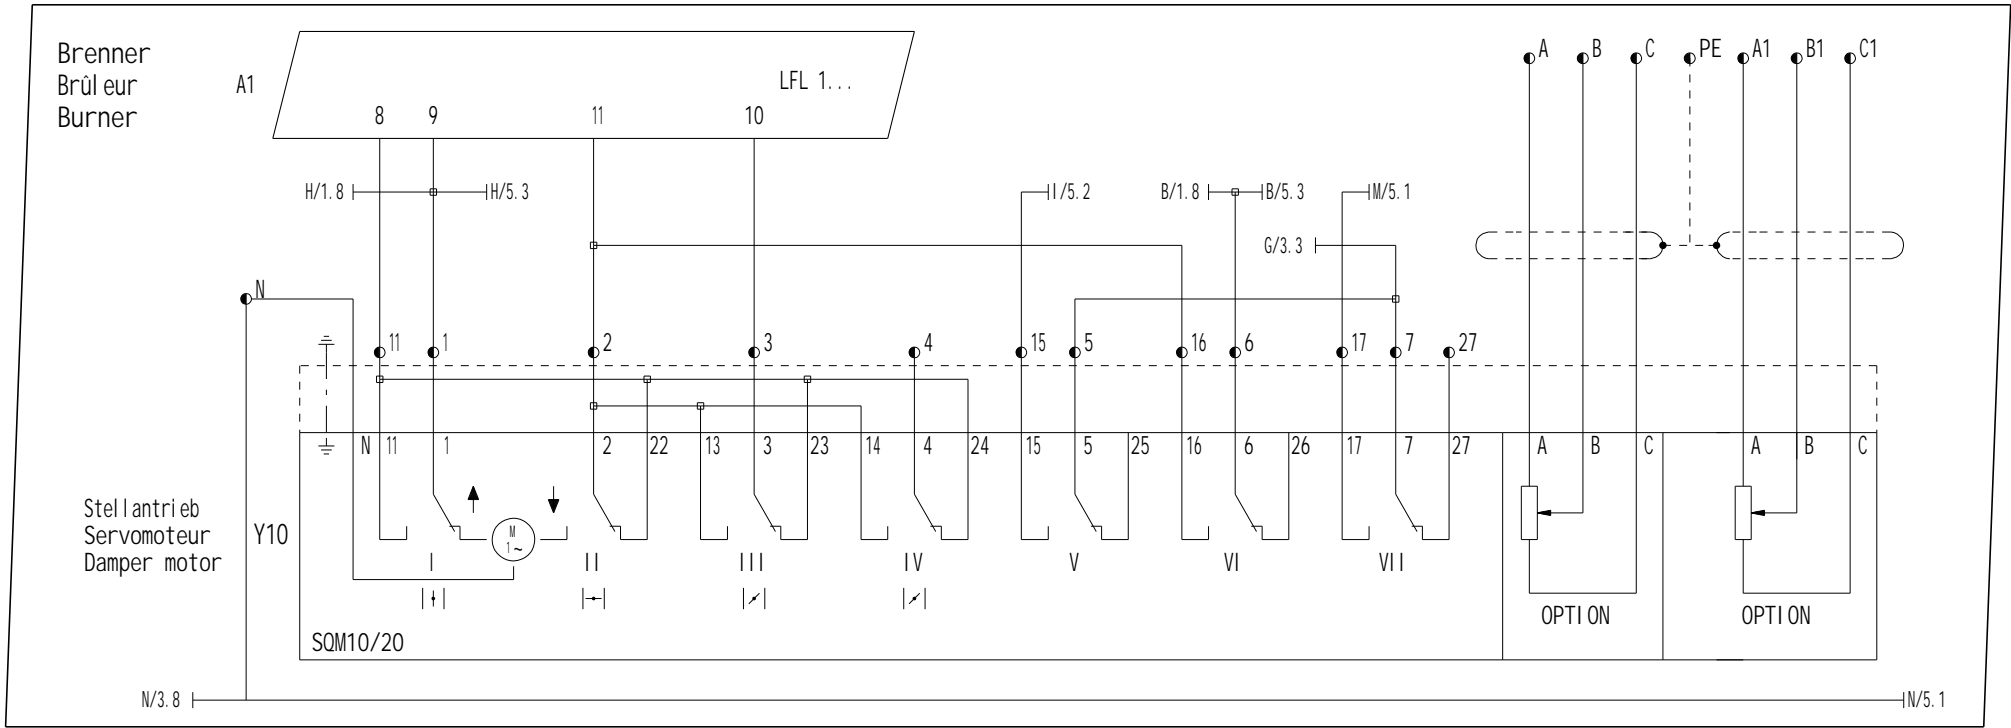 Brenner
Brûleur
Burner
A1
LFL 1...
8 9 11 10
A B C PE A1 B1 C1
H/1.8 H/5.3 I/5.2 B/1.8 B/5.3 M/5.1
G/3.3
N
11 1 2 3 4 15 5 16 6 17 7 27
N 11 1 2 22 13 3 23 14 4 24 15 5 25 16 6 26 17 7 27 A B C A B C
Stellantrieb
Servomoteur
Damper motor
Y10
M
1~
I II III IV V VI VII
OPTION OPTION
SQM10/20
N/3.8 N/5.1